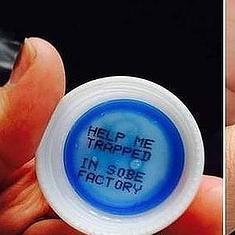 HELP ME
TRAPPED
IN SOBE
FACTORY